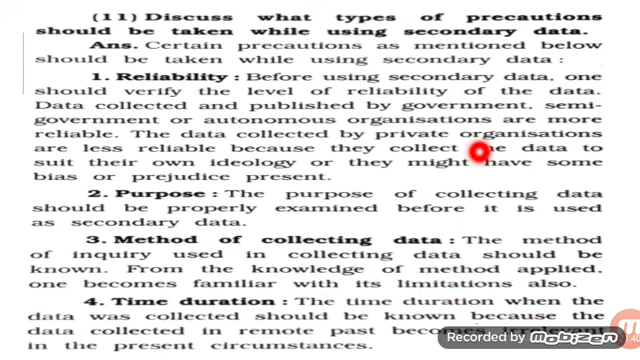 (11) Discuss what types of precautions
should be taken while using secondary data.
Ans. Certain precautions as mentioned below
should be taken while using secondary data :
1. Reliability : Before using secondary data, one
should verify the level of reliability of the data.
Data collected and published by government, semi-
government or autonomous organisations are more
reliable. The data collected by private organisations
are less reliable because they collect data to
suit their own ideology or they might have some
bias or prejudice present.
2. Purpose : The purpose of collecting data
should be properly examined before it is used
as secondary data.
3. Method of collecting data : The method
of inquiry used in collecting data should be
known. From the knowledge of method applied,
one becomes familiar with its limitations also.
4. Time duration : The time duration when the
data was collected should be known because the
data collected in remote past becomes
in the present circumstances.
Recorded by
MOBIZEN